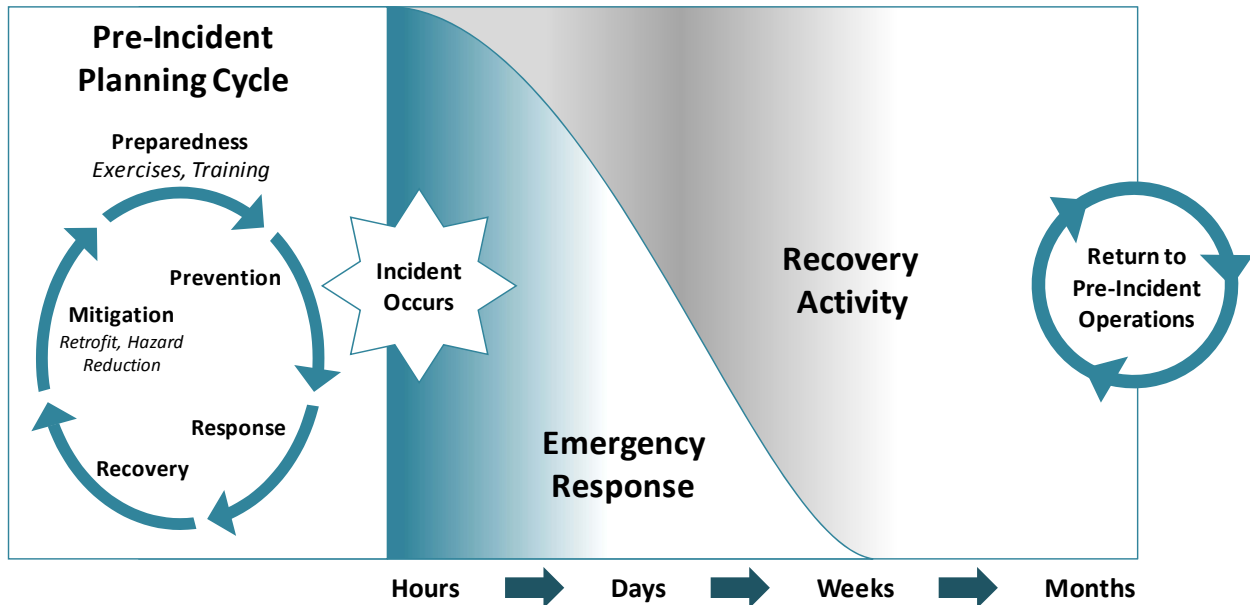 Pre-Incident
Planning Cycle
Preparedness
Exercises, Training
Prevention
Mitigation
Retrofit, Hazard
Reduction
Response
Recovery
Incident
Occurs
Emergency
Response
Recovery
Activity
Return to
Pre-Incident
Operations
Hours
Days
Weeks
Months